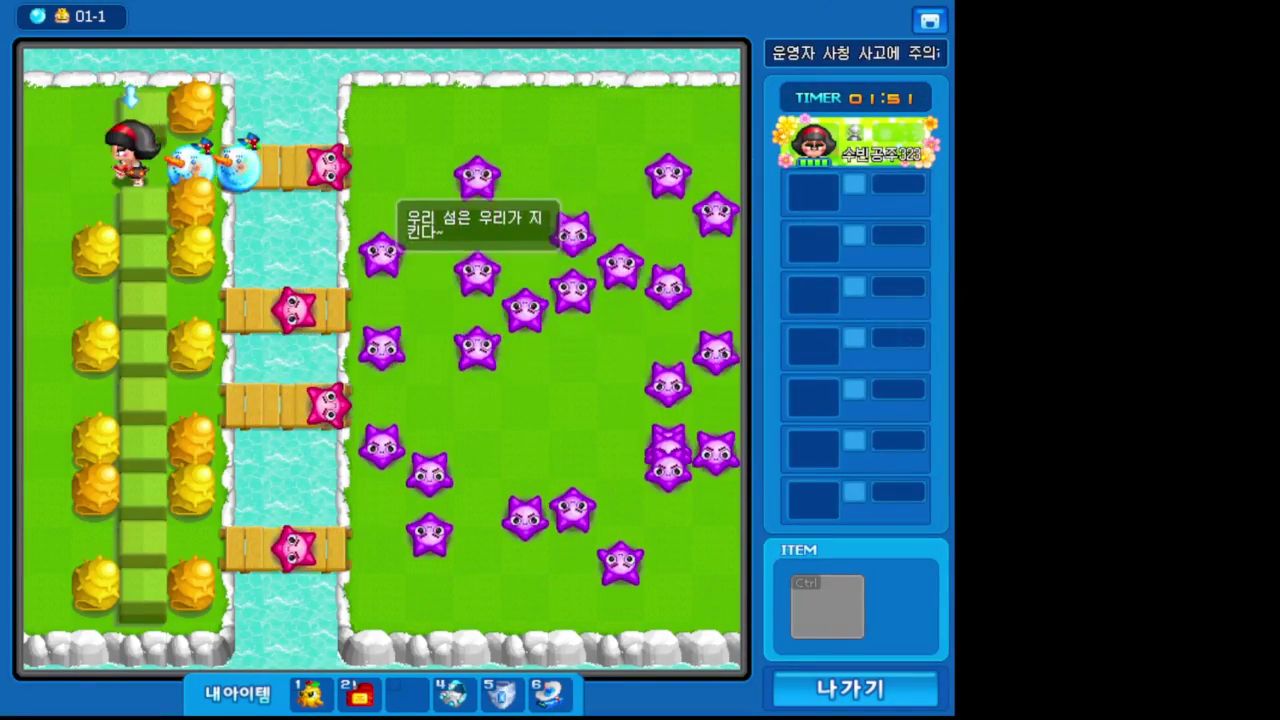 01-1
운영자 사칭 사고에 주의
TIMER 01:51
수빈공주023
우리 섬은 우리가 지
킨다~
ITEM
Ctrl
내아이템
1
2
4
5
6
나가기